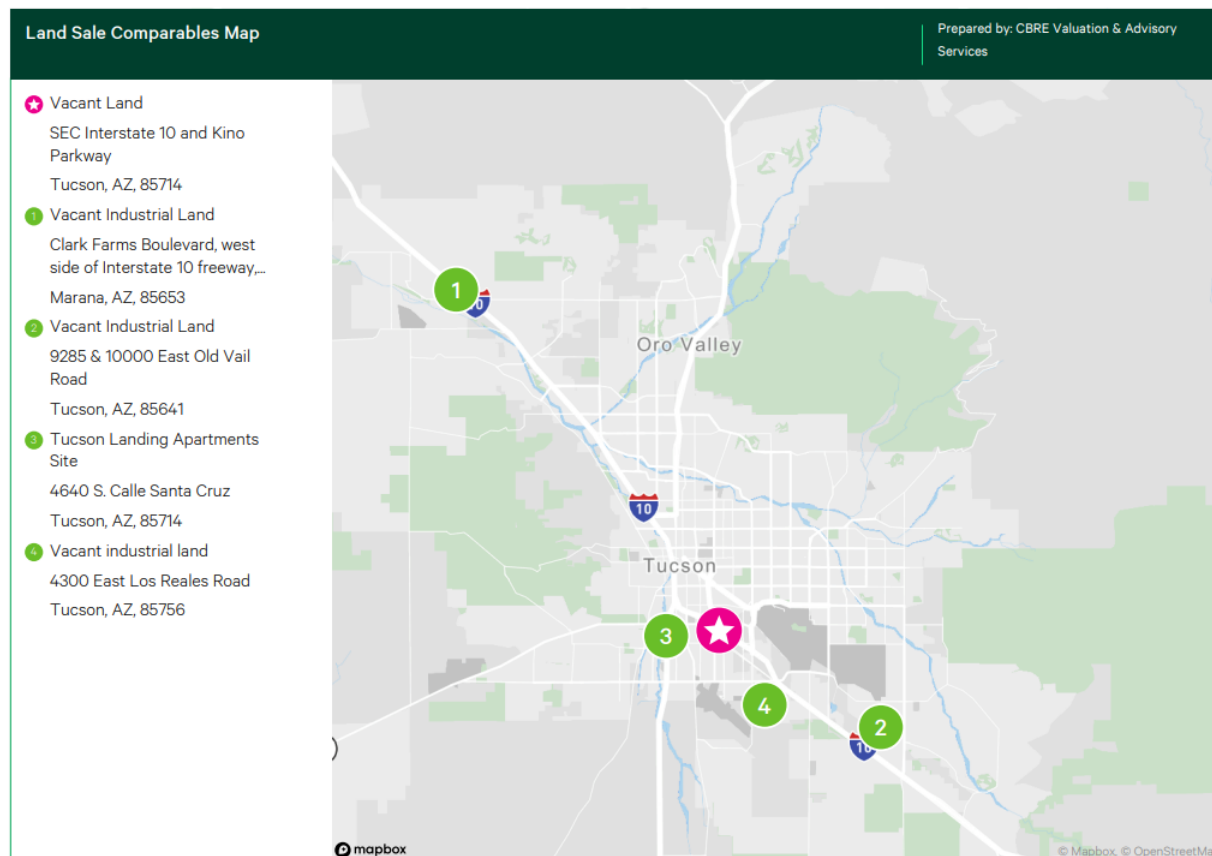 Land Sale Comparables Map
Prepared by: CBRE Valuation & Advisory
Services
Vacant Land
SEC Interstate 10 and Kino
Parkway
Tucson, AZ, 85714
1 Vacant Industrial Land
Clark Farms Boulevard, west
side of Interstate 10 freeway,...
Marana, AZ, 85653
2 Vacant Industrial Land
9285 & 10000 East Old Vail
Road
Tucson, AZ, 85641
3 Tucson Landing Apartments
Site
4640 S. Calle Santa Cruz
Tucson, AZ, 85714
4 Vacant industrial land
4300 East Los Reales Road
Tucson, AZ, 85756
1
Oro Valley
10
Tucson
3
4
2
10
mapbox
© Mapbox, © OpenStreetMa